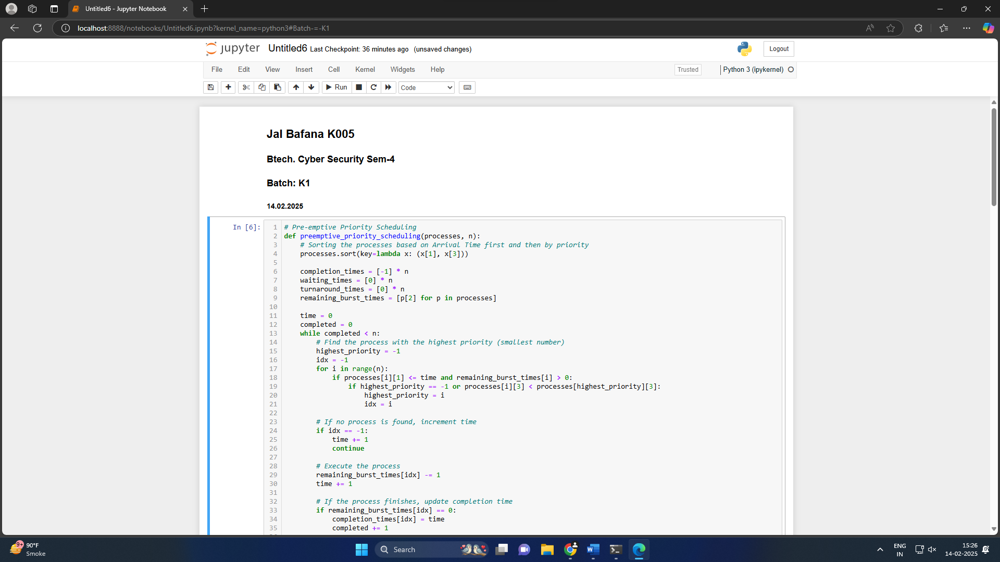 Untitled6 - Jupyter Notebook
localhost:8888/notebooks/Untitled6.ipynb?kernel_name=python3#Batch-=-K1
jupyter Untitled6 Last Checkpoint: 36 minutes ago (unsaved changes)
Logout
File Edit View Insert Cell Kernel Widgets Help
Trusted
Python 3 (ipykernel)
Run
Code
Jal Bafana K005
Btech. Cyber Security Sem-4
Batch: K1
14.02.2025
In [6]:
1 # Pre-emptive Priority Scheduling
2 def preemptive_priority_scheduling(processes, n):
3     # Sorting the processes based on Arrival Time first and then by priority
4     processes.sort(key=lambda x: (x[1], x[3]))
5
6     completion_times = [-1] * n
7     waiting_times = [0] * n
8     turnaround_times = [0] * n
9     remaining_burst_times = [p[2] for p in processes]
10
11     time = 0
12     completed = 0
13     while completed < n:
14         # Find the process with the highest priority (smallest number)
15         highest_priority = -1
16         idx = -1
17         for i in range(n):
18             if processes[i][1] <= time and remaining_burst_times[i] > 0:
19                 if highest_priority == -1 or processes[i][3] < processes[highest_priority][3]:
20                     highest_priority = i
21                     idx = i
22
23         # If no process is found, increment time
24         if idx == -1:
25             time += 1
26             continue
27
28         # Execute the process
29         remaining_burst_times[idx] -= 1
30         time += 1
31
32         # If the process finishes, update completion time
33         if remaining_burst_times[idx] == 0:
34             completion_times[idx] = time
35             completed += 1
9+
90°F
Smoke
Search
ENG
IN
15:26
14-02-2025